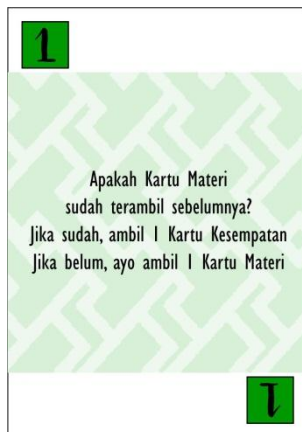 1
Apakah Kartu Materi
sudah terambil sebelumnya?
Jika sudah, ambil 1 Kartu Kesempatan
Jika belum, ayo ambil 1 Kartu Materi
1